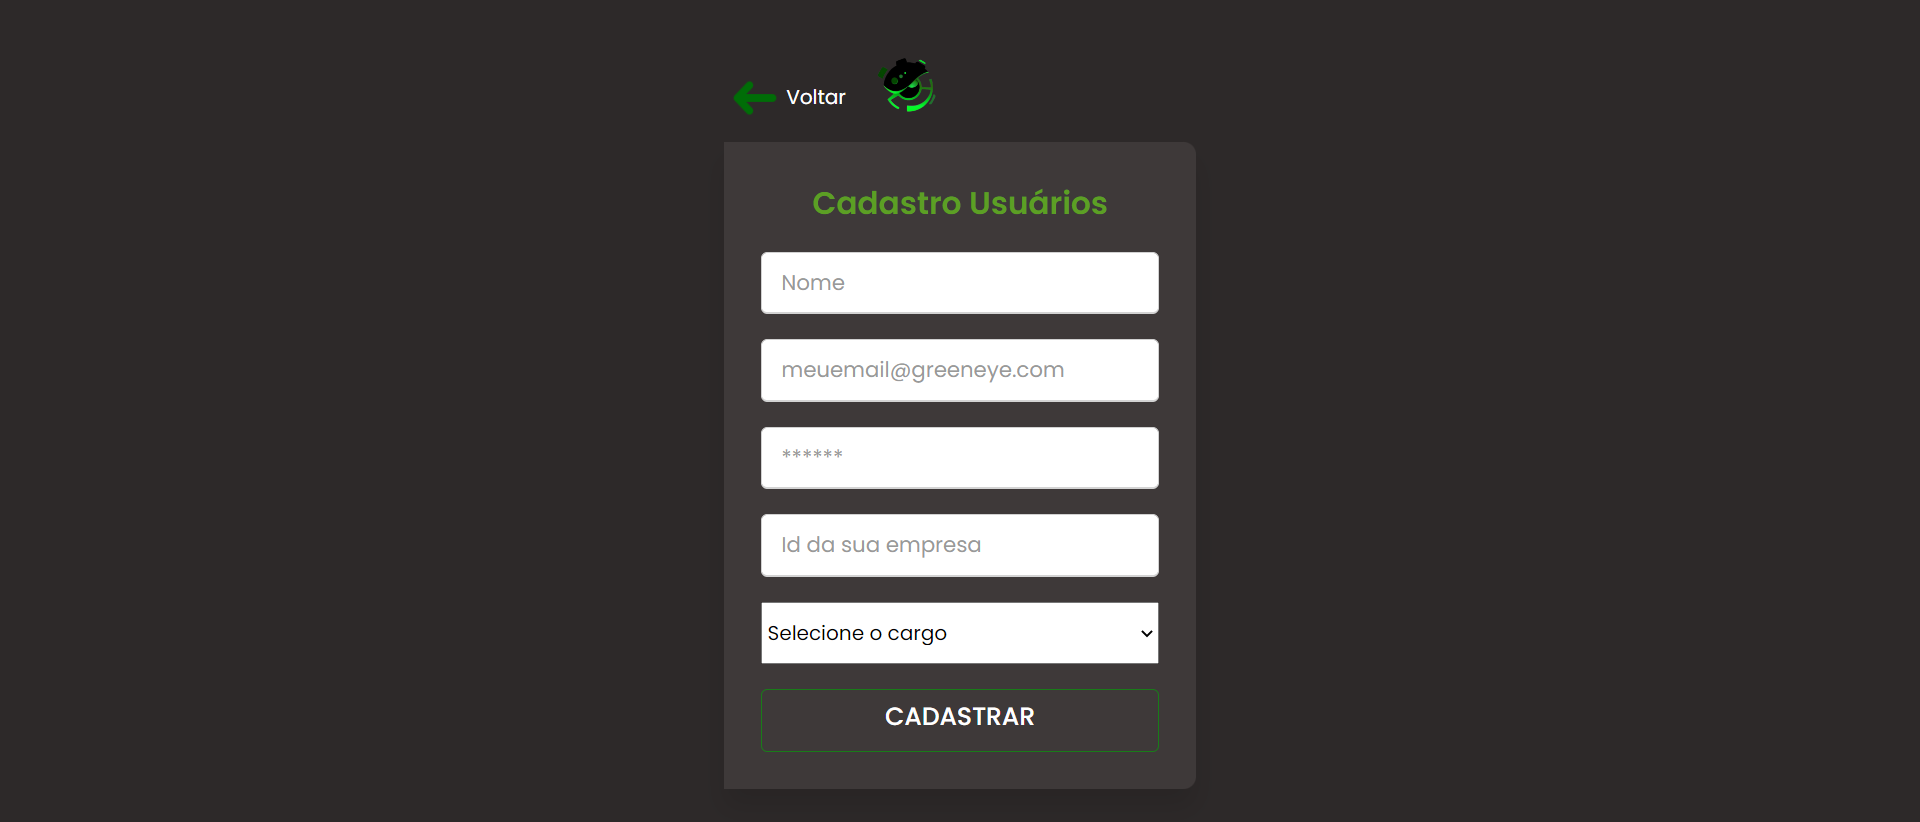 Voltar
Cadastro Usuários
Nome
meuemail@greeneye.com
******
Id da sua empresa
Selecione o cargo
CADASTRAR